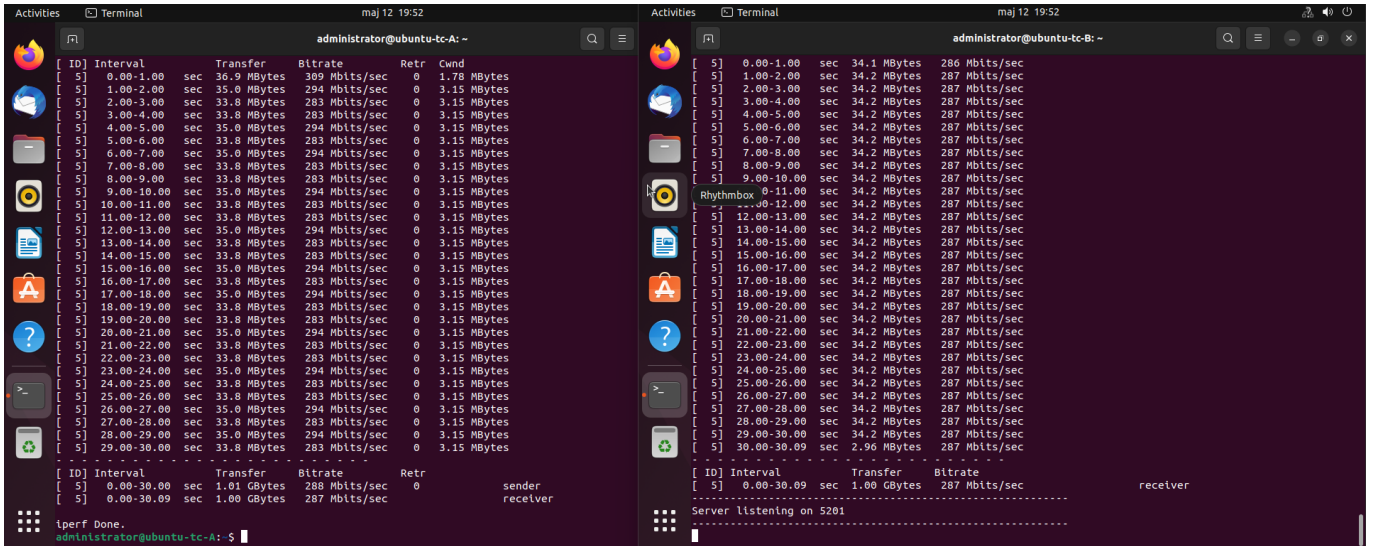 Activities
Terminal
maj 12 19:52
administrator@ubuntu-tc-A: ~
[ ID] Interval Transfer Bitrate Retr Cwnd
[ 5] 0.00-1.00 sec 36.9 MBytes 309 Mbits/sec 0 1.78 MBytes
[ 5] 1.00-2.00 sec 35.0 MBytes 294 Mbits/sec 0 3.15 MBytes
[ 5] 2.00-3.00 sec 33.8 MBytes 283 Mbits/sec 0 3.15 MBytes
[ 5] 3.00-4.00 sec 33.8 MBytes 283 Mbits/sec 0 3.15 MBytes
[ 5] 4.00-5.00 sec 35.0 MBytes 294 Mbits/sec 0 3.15 MBytes
[ 5] 5.00-6.00 sec 33.8 MBytes 283 Mbits/sec 0 3.15 MBytes
[ 5] 6.00-7.00 sec 35.0 MBytes 294 Mbits/sec 0 3.15 MBytes
[ 5] 7.00-8.00 sec 33.8 MBytes 283 Mbits/sec 0 3.15 MBytes
[ 5] 8.00-9.00 sec 33.8 MBytes 283 Mbits/sec 0 3.15 MBytes
[ 5] 9.00-10.00 sec 35.0 MBytes 294 Mbits/sec 0 3.15 MBytes
[ 5] 10.00-11.00 sec 33.8 MBytes 283 Mbits/sec 0 3.15 MBytes
[ 5] 11.00-12.00 sec 33.8 MBytes 283 Mbits/sec 0 3.15 MBytes
[ 5] 12.00-13.00 sec 35.0 MBytes 294 Mbits/sec 0 3.15 MBytes
[ 5] 13.00-14.00 sec 33.8 MBytes 283 Mbits/sec 0 3.15 MBytes
[ 5] 14.00-15.00 sec 33.8 MBytes 283 Mbits/sec 0 3.15 MBytes
[ 5] 15.00-16.00 sec 35.0 MBytes 294 Mbits/sec 0 3.15 MBytes
[ 5] 16.00-17.00 sec 33.8 MBytes 283 Mbits/sec 0 3.15 MBytes
[ 5] 17.00-18.00 sec 35.0 MBytes 294 Mbits/sec 0 3.15 MBytes
[ 5] 18.00-19.00 sec 33.8 MBytes 283 Mbits/sec 0 3.15 MBytes
[ 5] 19.00-20.00 sec 33.8 MBytes 283 Mbits/sec 0 3.15 MBytes
[ 5] 20.00-21.00 sec 35.0 MBytes 294 Mbits/sec 0 3.15 MBytes
[ 5] 21.00-22.00 sec 33.8 MBytes 283 Mbits/sec 0 3.15 MBytes
[ 5] 22.00-23.00 sec 33.8 MBytes 283 Mbits/sec 0 3.15 MBytes
[ 5] 23.00-24.00 sec 35.0 MBytes 294 Mbits/sec 0 3.15 MBytes
[ 5] 24.00-25.00 sec 33.8 MBytes 283 Mbits/sec 0 3.15 MBytes
[ 5] 25.00-26.00 sec 33.8 MBytes 283 Mbits/sec 0 3.15 MBytes
[ 5] 26.00-27.00 sec 35.0 MBytes 294 Mbits/sec 0 3.15 MBytes
[ 5] 27.00-28.00 sec 33.8 MBytes 283 Mbits/sec 0 3.15 MBytes
[ 5] 28.00-29.00 sec 35.0 MBytes 294 Mbits/sec 0 3.15 MBytes
[ 5] 29.00-30.00 sec 33.8 MBytes 283 Mbits/sec 0 3.15 MBytes
- - - - - - - - - - - - - - - - - - - - - - - - -
[ ID] Interval Transfer Bitrate Retr
[ 5] 0.00-30.00 sec 1.01 GBytes 288 Mbits/sec 0 sender
[ 5] 0.00-30.09 sec 1.00 GBytes 287 Mbits/sec receiver
iperf Done.
administrator@ubuntu-tc-A:~$
Activities
Terminal
maj 12 19:52
administrator@ubuntu-tc-B: ~
[ 5] 0.00-1.00 sec 34.1 MBytes 286 Mbits/sec
[ 5] 1.00-2.00 sec 34.2 MBytes 287 Mbits/sec
[ 5] 2.00-3.00 sec 34.2 MBytes 287 Mbits/sec
[ 5] 3.00-4.00 sec 34.2 MBytes 287 Mbits/sec
[ 5] 4.00-5.00 sec 34.2 MBytes 287 Mbits/sec
[ 5] 5.00-6.00 sec 34.2 MBytes 287 Mbits/sec
[ 5] 6.00-7.00 sec 34.2 MBytes 287 Mbits/sec
[ 5] 7.00-8.00 sec 34.2 MBytes 287 Mbits/sec
[ 5] 8.00-9.00 sec 34.2 MBytes 287 Mbits/sec
[ 5] 9.00-10.00 sec 34.2 MBytes 287 Mbits/sec
0-11.00 sec 34.2 MBytes 287 Mbits/sec
Rhythmbox
0-12.00 sec 34.2 MBytes 287 Mbits/sec
[ 5] 12.00-13.00 sec 34.2 MBytes 287 Mbits/sec
[ 5] 13.00-14.00 sec 34.2 MBytes 287 Mbits/sec
[ 5] 14.00-15.00 sec 34.2 MBytes 287 Mbits/sec
[ 5] 15.00-16.00 sec 34.2 MBytes 287 Mbits/sec
[ 5] 16.00-17.00 sec 34.2 MBytes 287 Mbits/sec
[ 5] 17.00-18.00 sec 34.2 MBytes 287 Mbits/sec
[ 5] 18.00-19.00 sec 34.2 MBytes 287 Mbits/sec
[ 5] 19.00-20.00 sec 34.2 MBytes 287 Mbits/sec
[ 5] 20.00-21.00 sec 34.2 MBytes 287 Mbits/sec
[ 5] 21.00-22.00 sec 34.2 MBytes 287 Mbits/sec
[ 5] 22.00-23.00 sec 34.2 MBytes 287 Mbits/sec
[ 5] 23.00-24.00 sec 34.2 MBytes 287 Mbits/sec
[ 5] 24.00-25.00 sec 34.2 MBytes 287 Mbits/sec
[ 5] 25.00-26.00 sec 34.2 MBytes 287 Mbits/sec
[ 5] 26.00-27.00 sec 34.2 MBytes 287 Mbits/sec
[ 5] 27.00-28.00 sec 34.2 MBytes 287 Mbits/sec
[ 5] 28.00-29.00 sec 34.2 MBytes 287 Mbits/sec
[ 5] 29.00-30.00 sec 34.2 MBytes 287 Mbits/sec
[ 5] 30.00-30.09 sec 2.96 MBytes 287 Mbits/sec
- - - - - - - - - - - - - - - - - - - - - - - - -
[ ID] Interval Transfer Bitrate
[ 5] 0.00-30.09 sec 1.00 GBytes 287 Mbits/sec receiver
-----------------------------------------------------------
Server listening on 5201
-----------------------------------------------------------